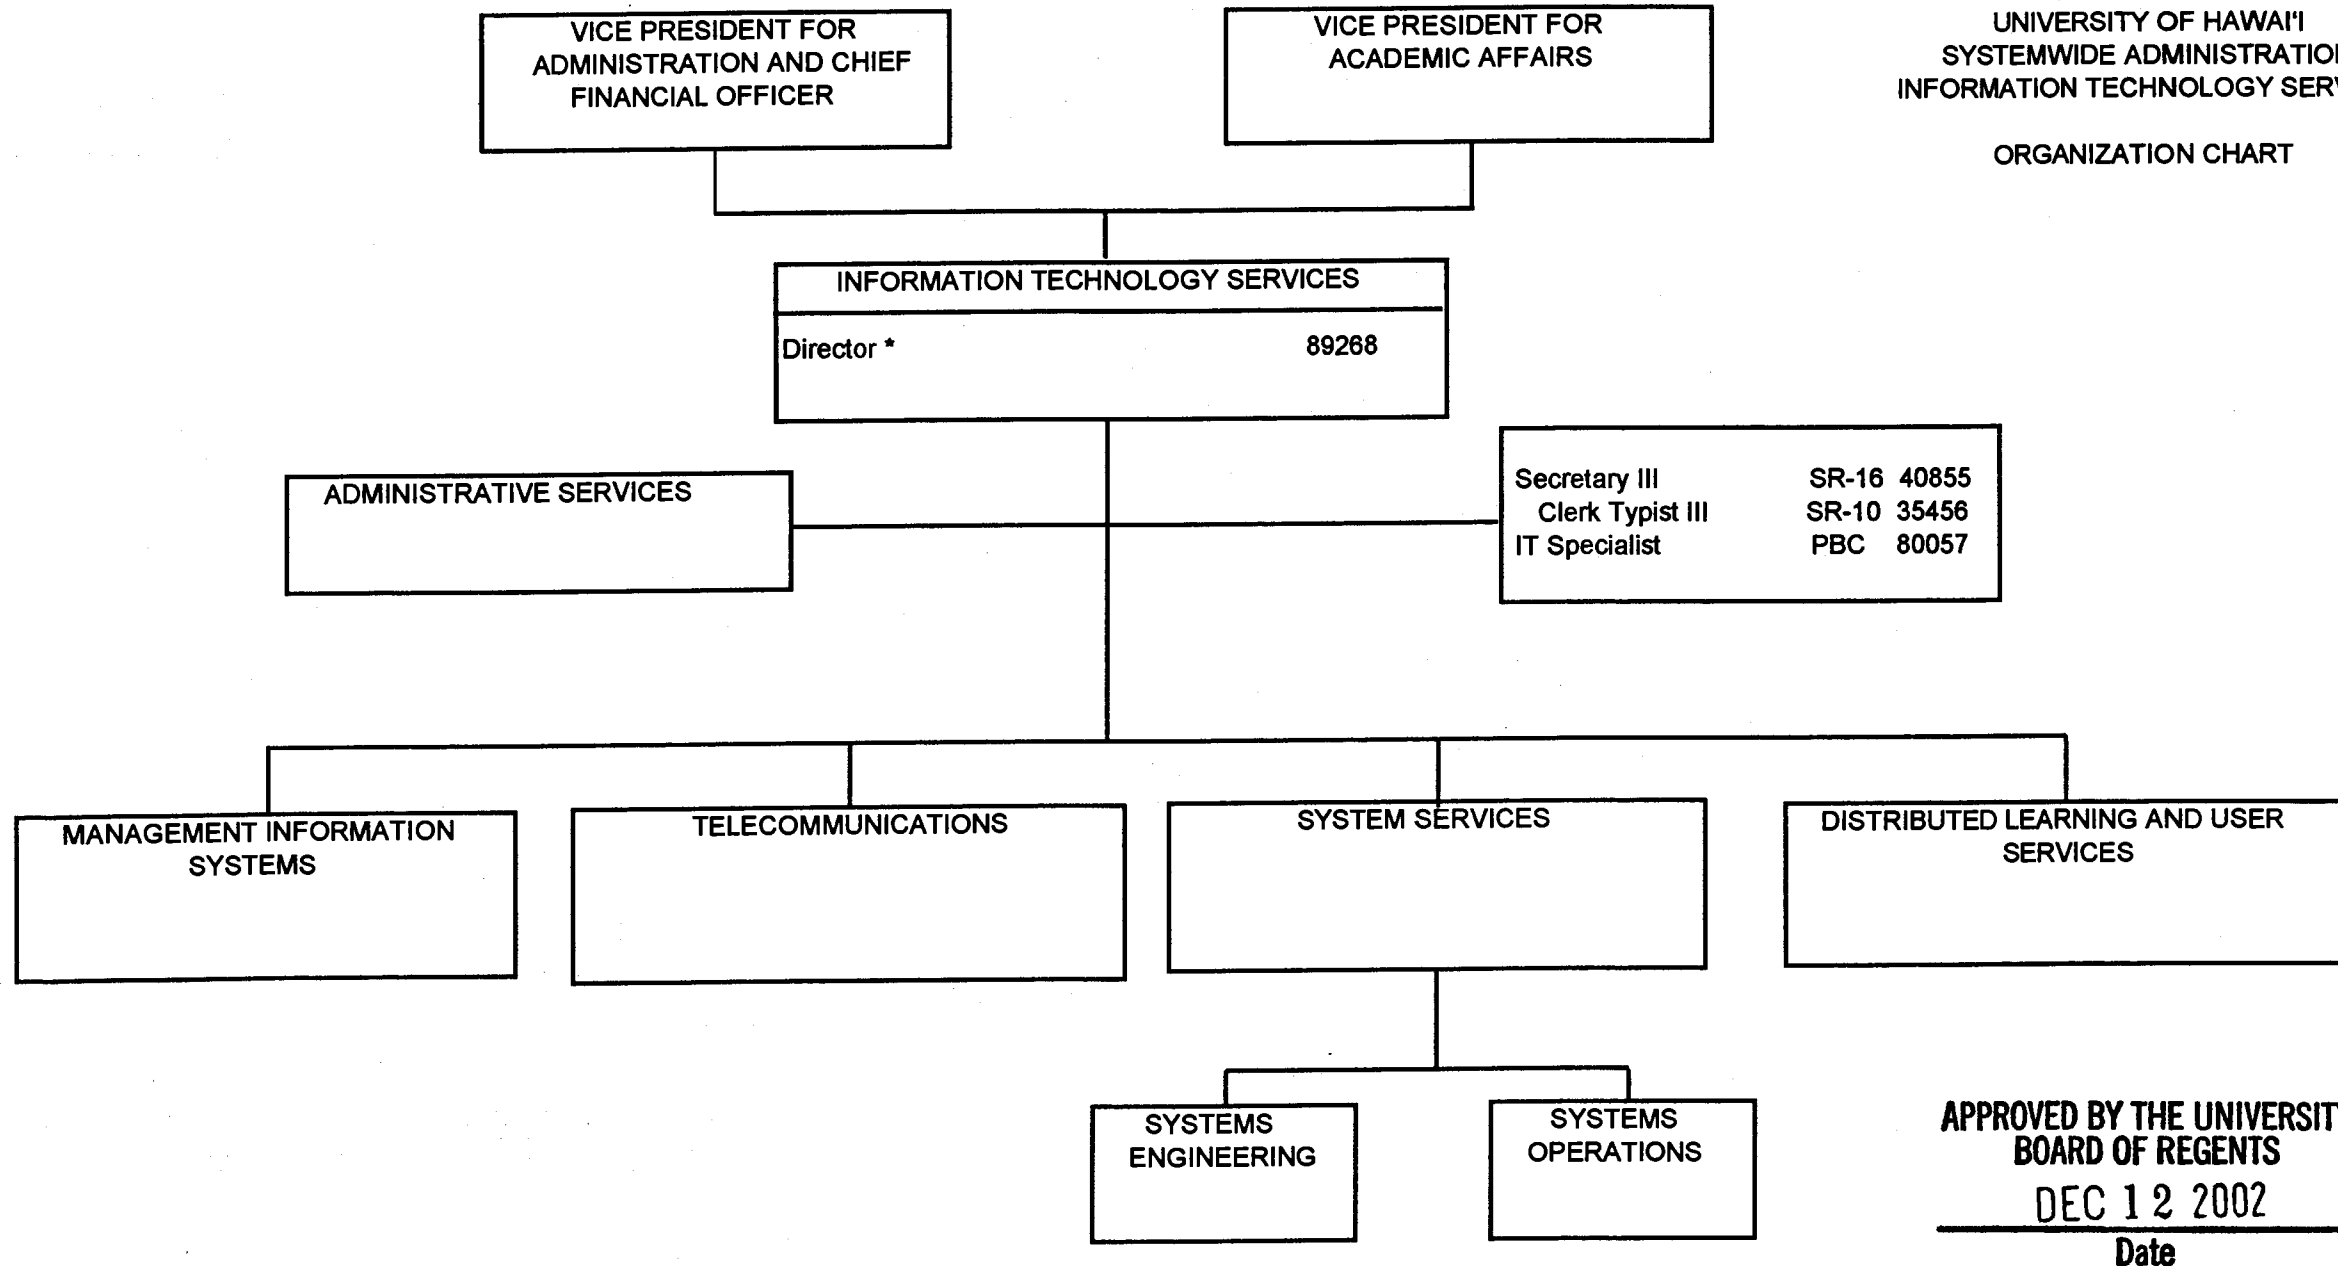 VICE PRESIDENT FOR
ADMINISTRATION AND CHIEF
FINANCIAL OFFICER
VICE PRESIDENT FOR
ACADEMIC AFFAIRS
UNIVERSITY OF HAWAI'I
SYSTEMWIDE ADMINISTRATION
INFORMATION TECHNOLOGY SERV
ORGANIZATION CHART
INFORMATION TECHNOLOGY SERVICES
Director * 89268
ADMINISTRATIVE SERVICES
Secretary III SR-16 40855
Clerk Typist III SR-10 35456
IT Specialist PBC 80057
MANAGEMENT INFORMATION
SYSTEMS
TELECOMMUNICATIONS
SYSTEM SERVICES
DISTRIBUTED LEARNING AND USER
SERVICES
SYSTEMS
ENGINEERING
SYSTEMS
OPERATIONS
APPROVED BY THE UNIVERSIT
BOARD OF REGENTS
DEC 12 2002
Date